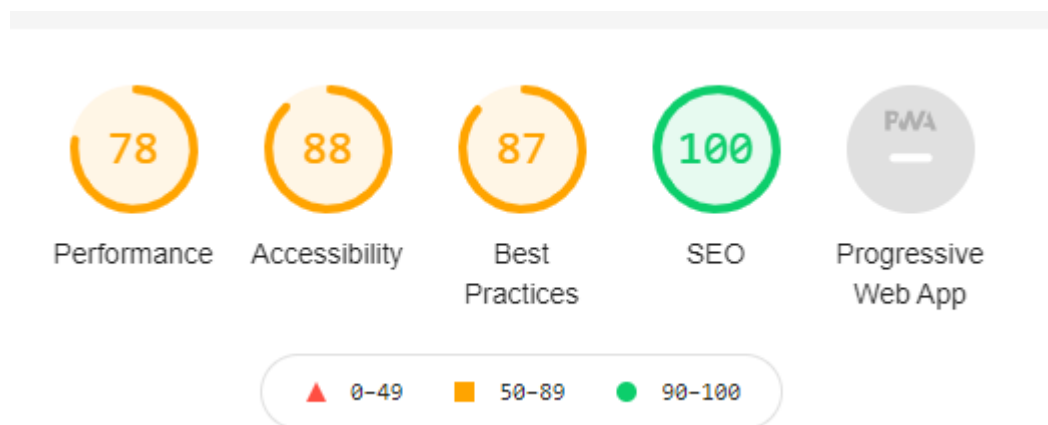 78 88 87 100 PWA
Performance Accessibility Best Practices SEO Progressive Web App
0–49 50–89 90–100